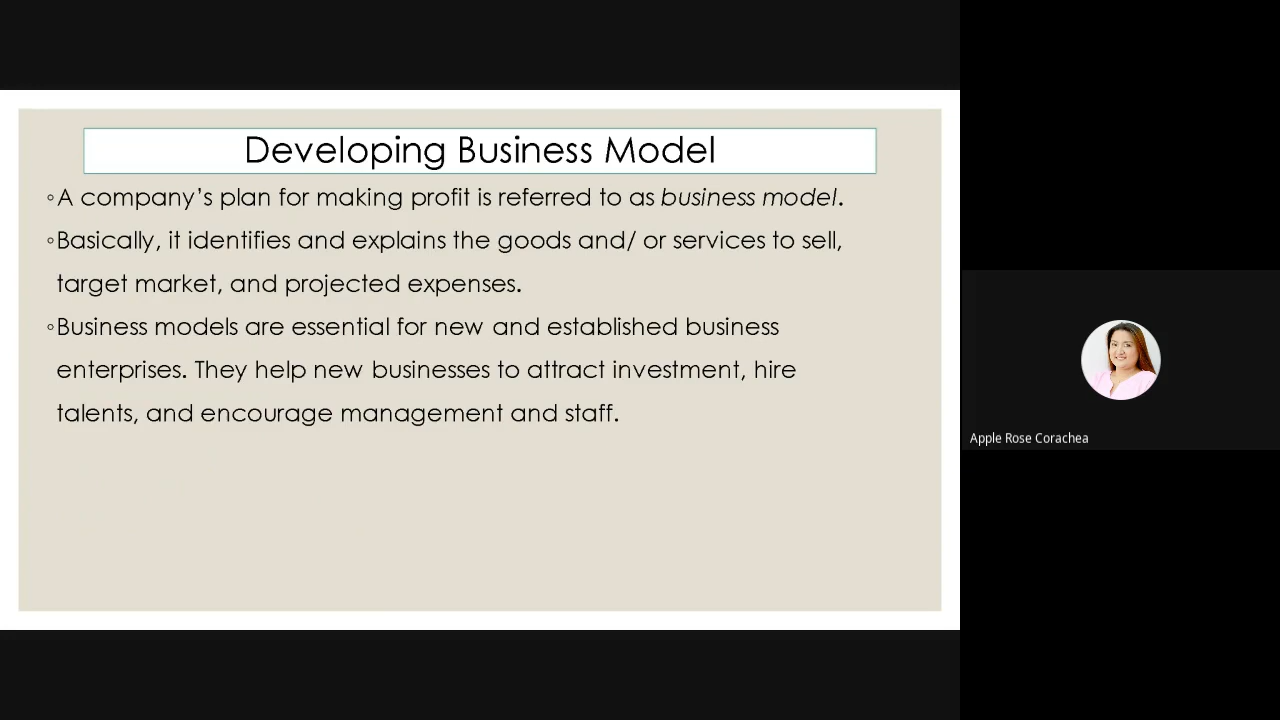 Developing Business Model
◦A company’s plan for making profit is referred to as business model.
◦Basically, it identifies and explains the goods and/ or services to sell,
target market, and projected expenses.
◦Business models are essential for new and established business
enterprises. They help new businesses to attract investment, hire
talents, and encourage management and staff.
Apple Rose Corachea